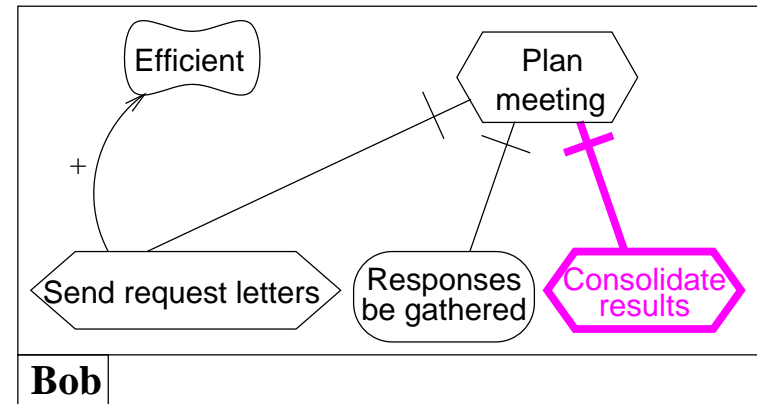 Efficient
Plan
meeting
+
Send request letters
Responses
be gathered
Consolidate
results
Bob